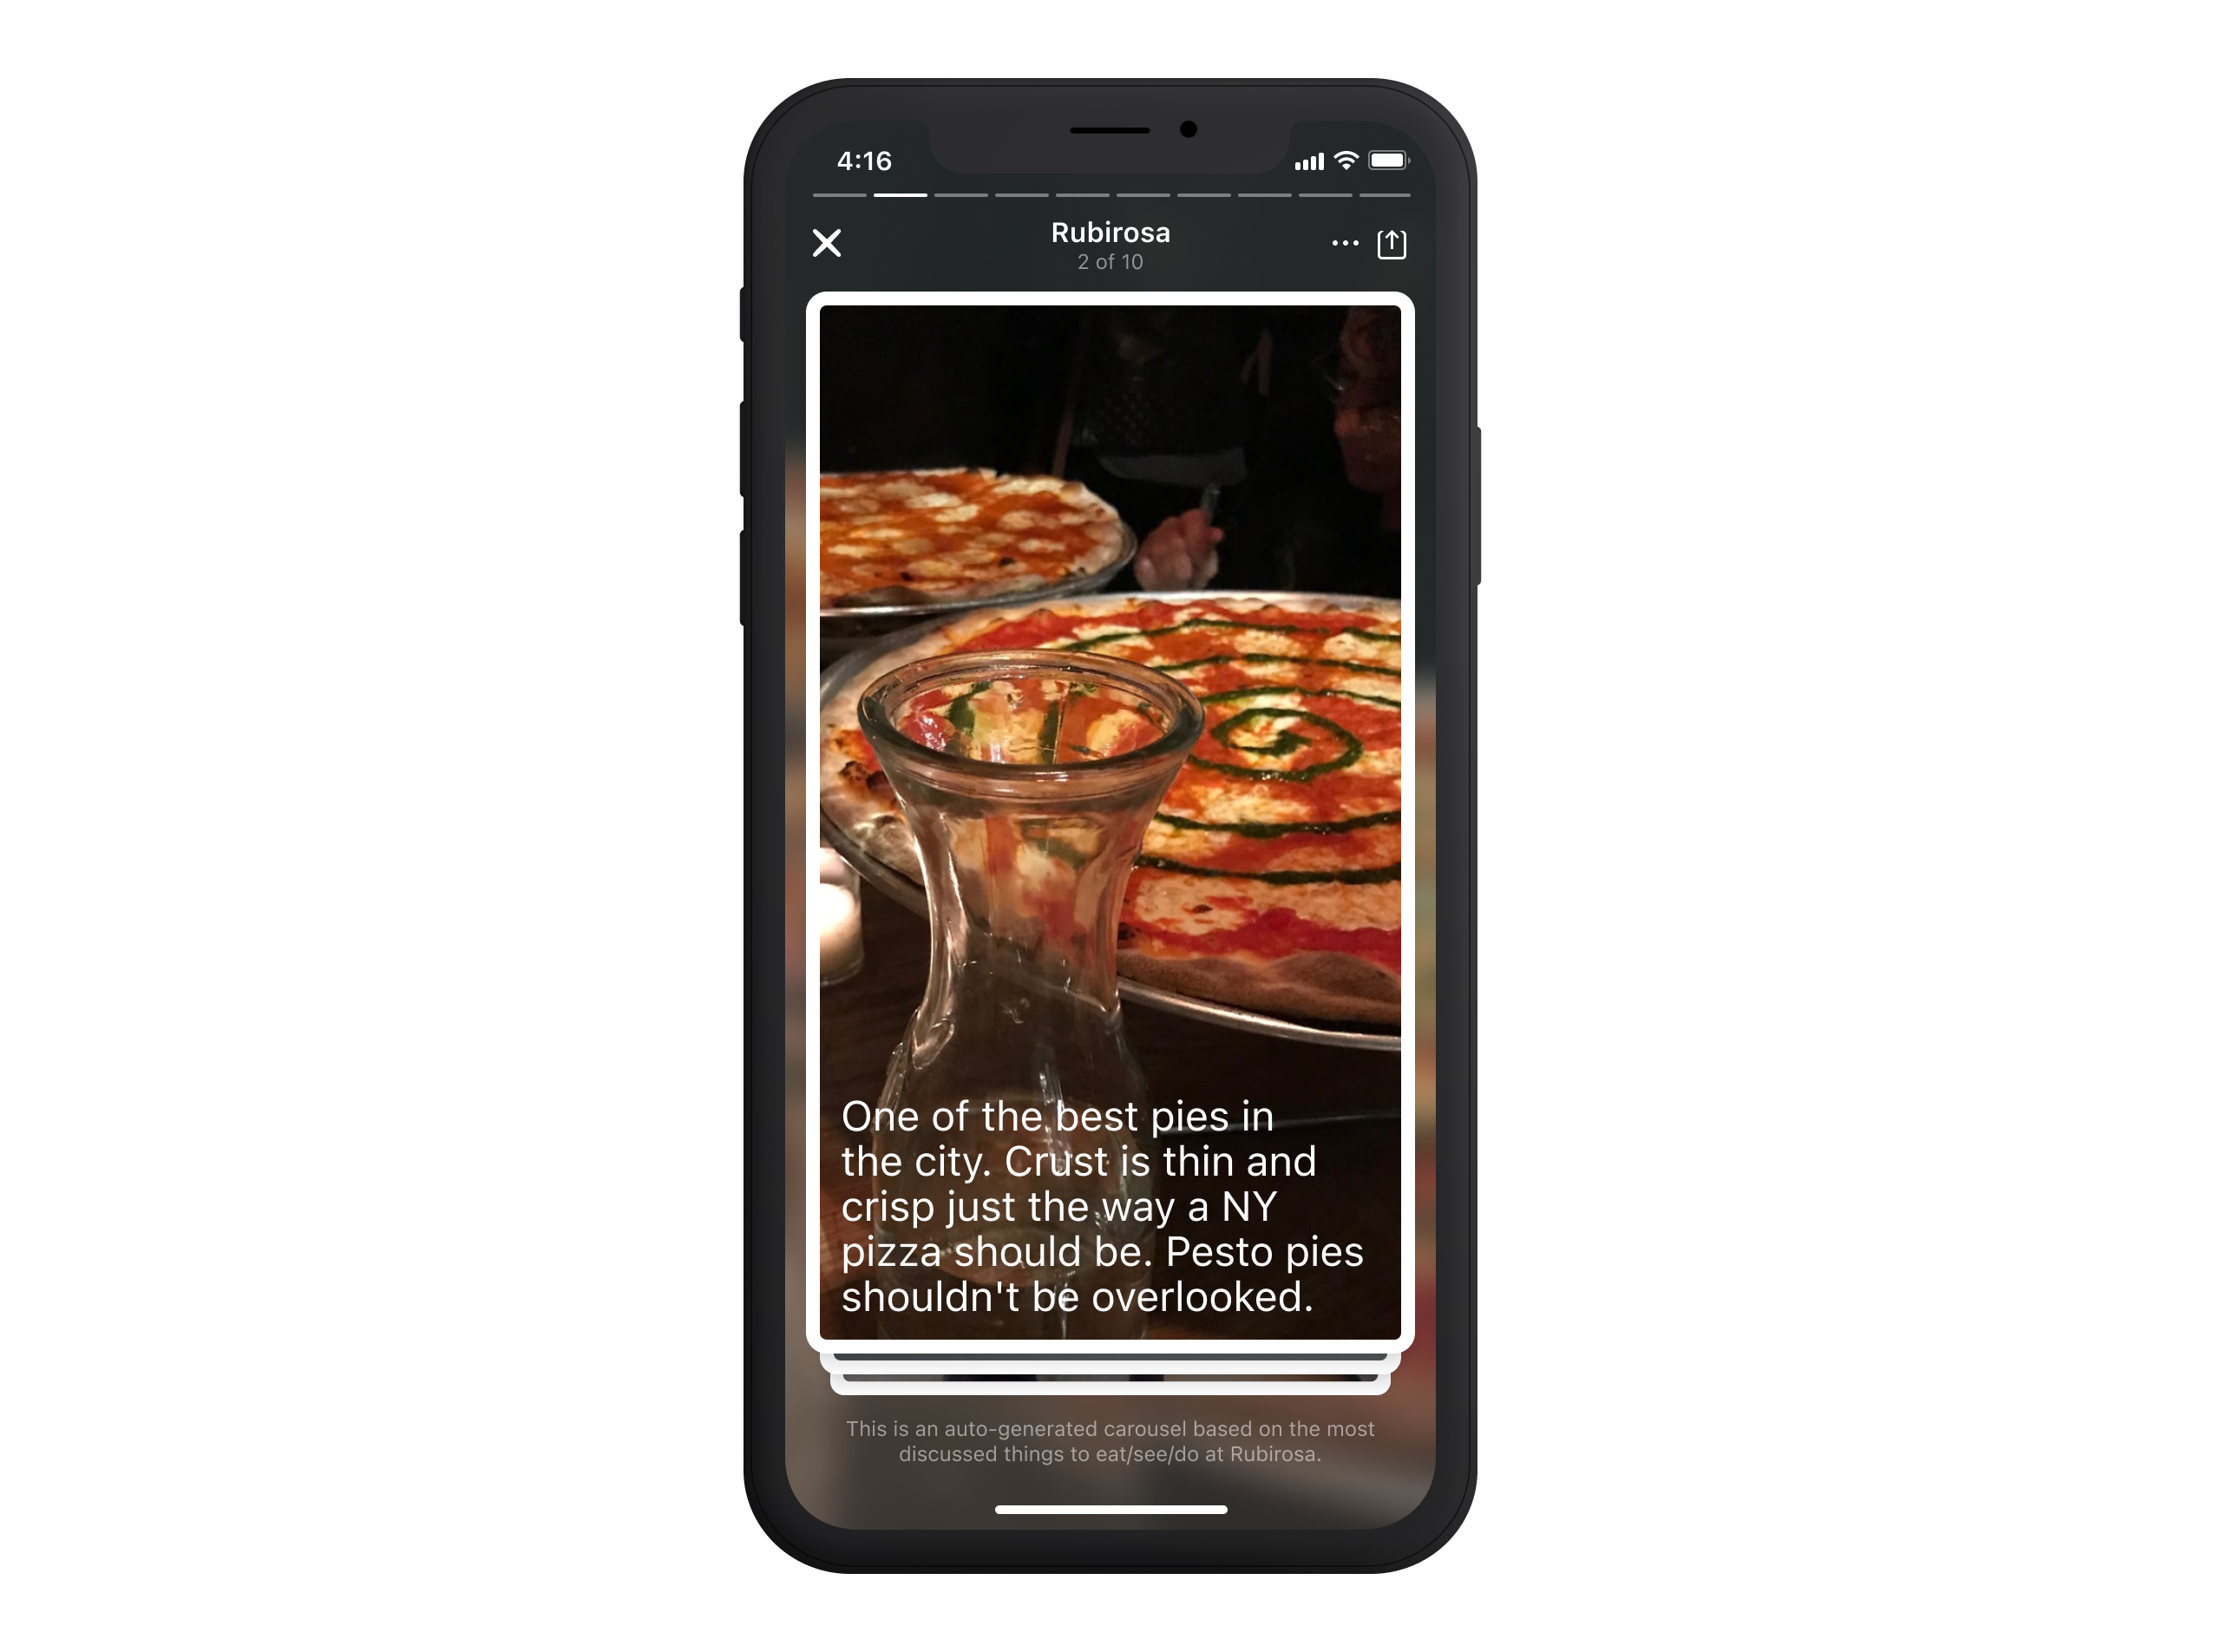 4:16
Rubirosa
2 of 10
One of the best pies in
the city. Crust is thin and
crisp just the way a NY
pizza should be. Pesto pies
shouldn't be overlooked.
This is an auto-generated carousel based on the most
discussed things to eat/see/do at Rubirosa.